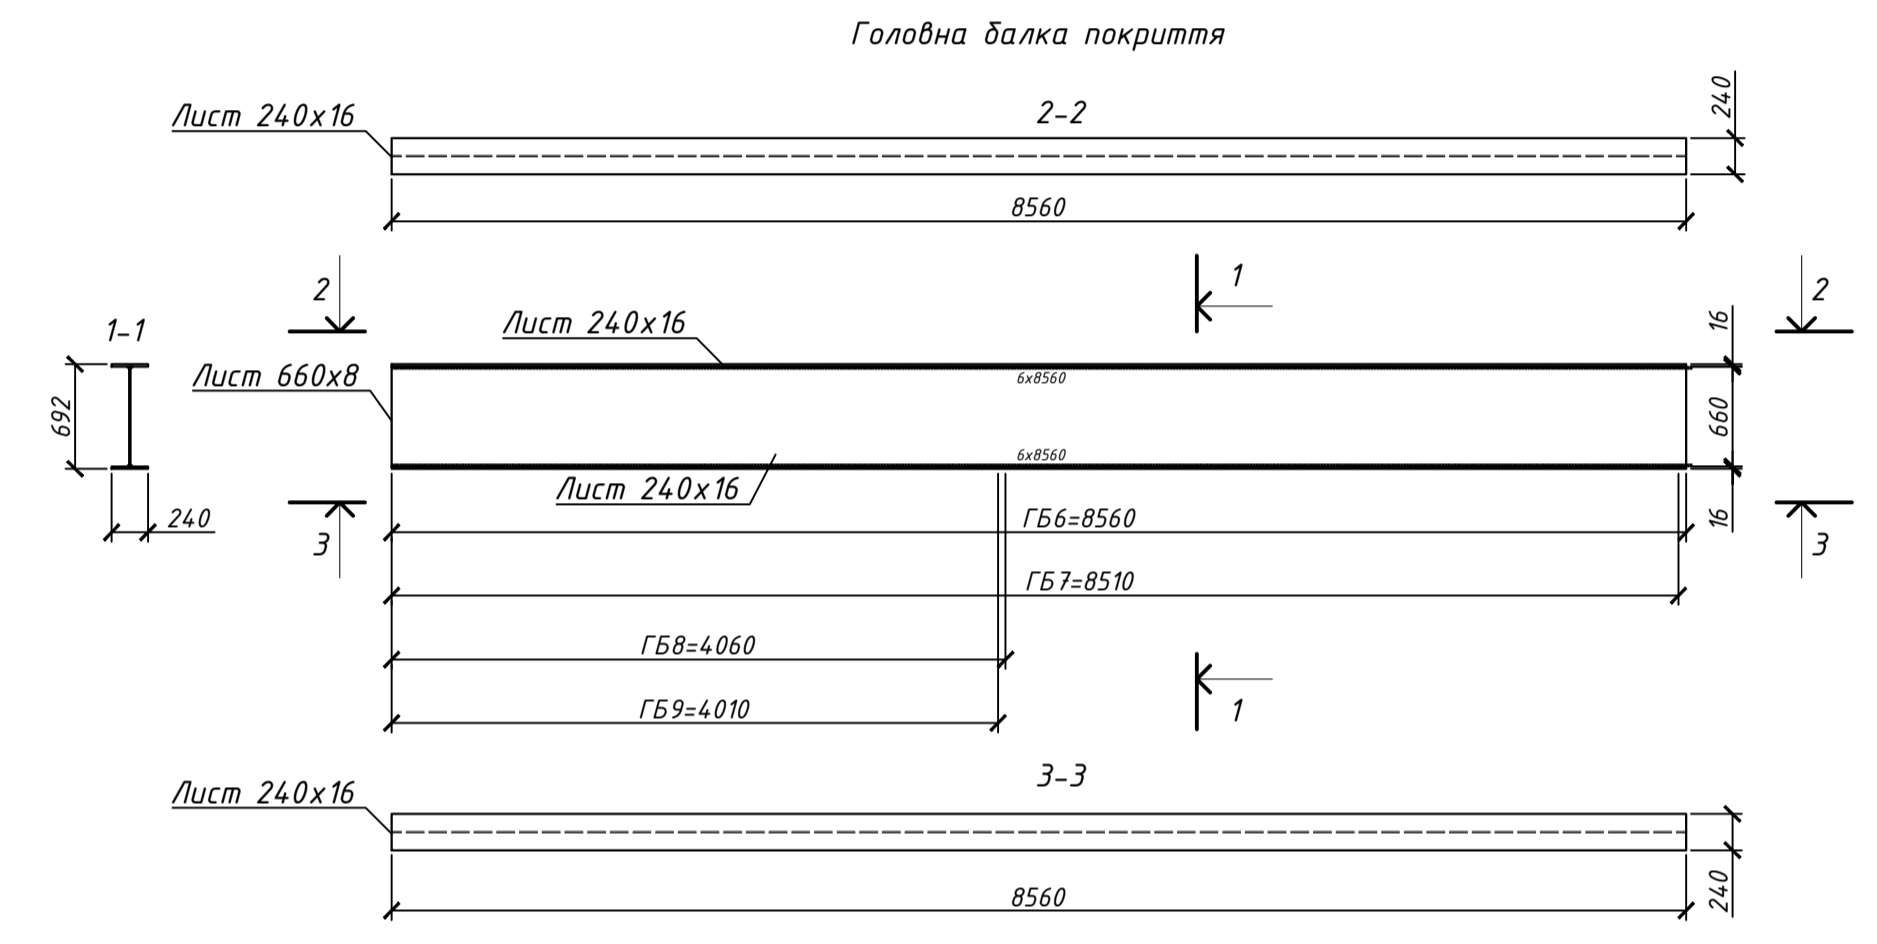 Головна балка покриття
Лист 240х16
2-2
240
8560
2
1
2
1-1
Лист 240х16
16
Лист 660х8
6х8560
692
660
6х8560
Лист 240х16
240
ГБ6=8560
16
3
3
ГБ7=8510
ГБ8=4060
ГБ9=4010
1
3-3
Лист 240х16
8560
240